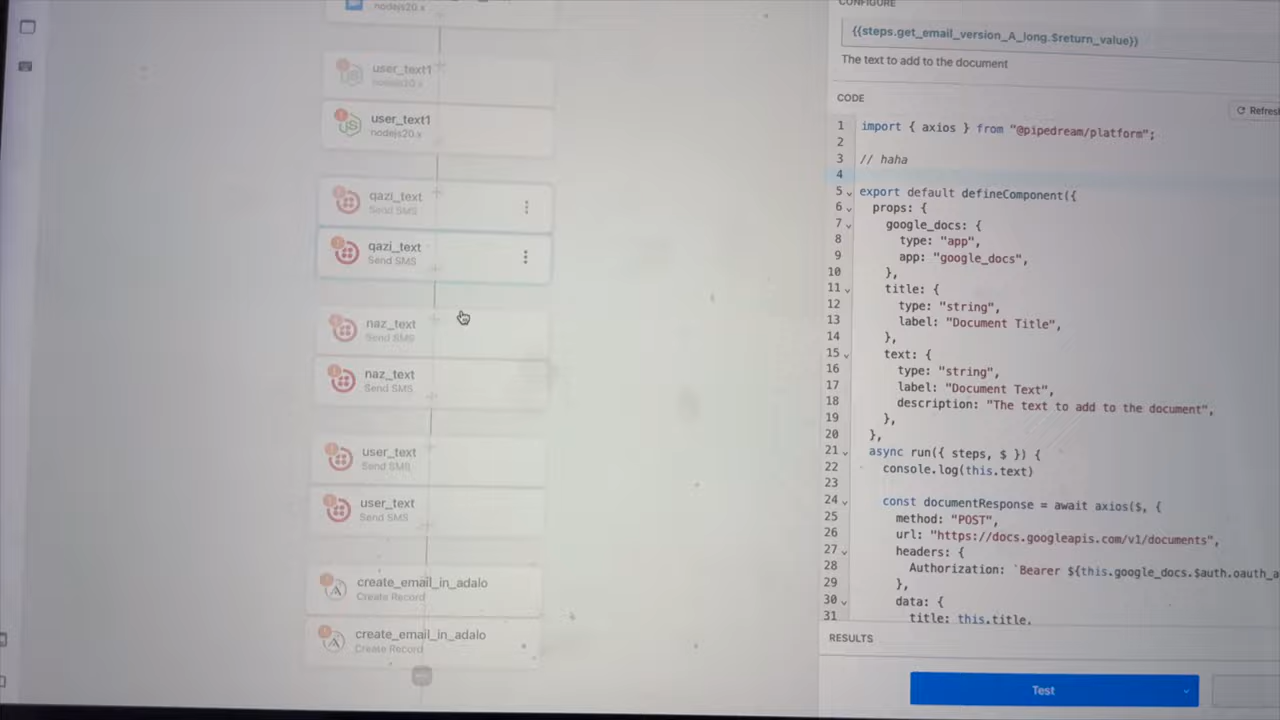 nodejs20.x
user_text1
nodejs20.x
user_text1
nodejs20.x
qazi_text
Send SMS
qazi_text
Send SMS
naz_text
Send SMS
naz_text
Send SMS
user_text
Send SMS
user_text
Send SMS
create_email_in_adalo
Create Record
create_email_in_adalo
Create Record
CONFIGURE
{{steps.get_email_version_A_long.$return_value}}
The text to add to the document
CODE
Refres
1 import { axios } from "@pipedream/platform";
2
3 // haha
4
5 export default defineComponent({
6 props: {
7 google_docs: {
8 type: "app",
9 app: "google_docs",
10 },
11 title: {
12 type: "string",
13 label: "Document Title",
14 },
15 text: {
16 type: "string",
17 label: "Document Text",
18 description: "The text to add to the document",
19 },
20 },
21 async run({ steps, $ }) {
22 console.log(this.text)
23
24 const documentResponse = await axios($, {
25 method: "POST",
26 url: "https://docs.googleapis.com/v1/documents",
27 headers: {
28 Authorization: `Bearer ${this.google_docs.$auth.oauth_a
29 },
30 data: {
31 title: this.title.
RESULTS
Test